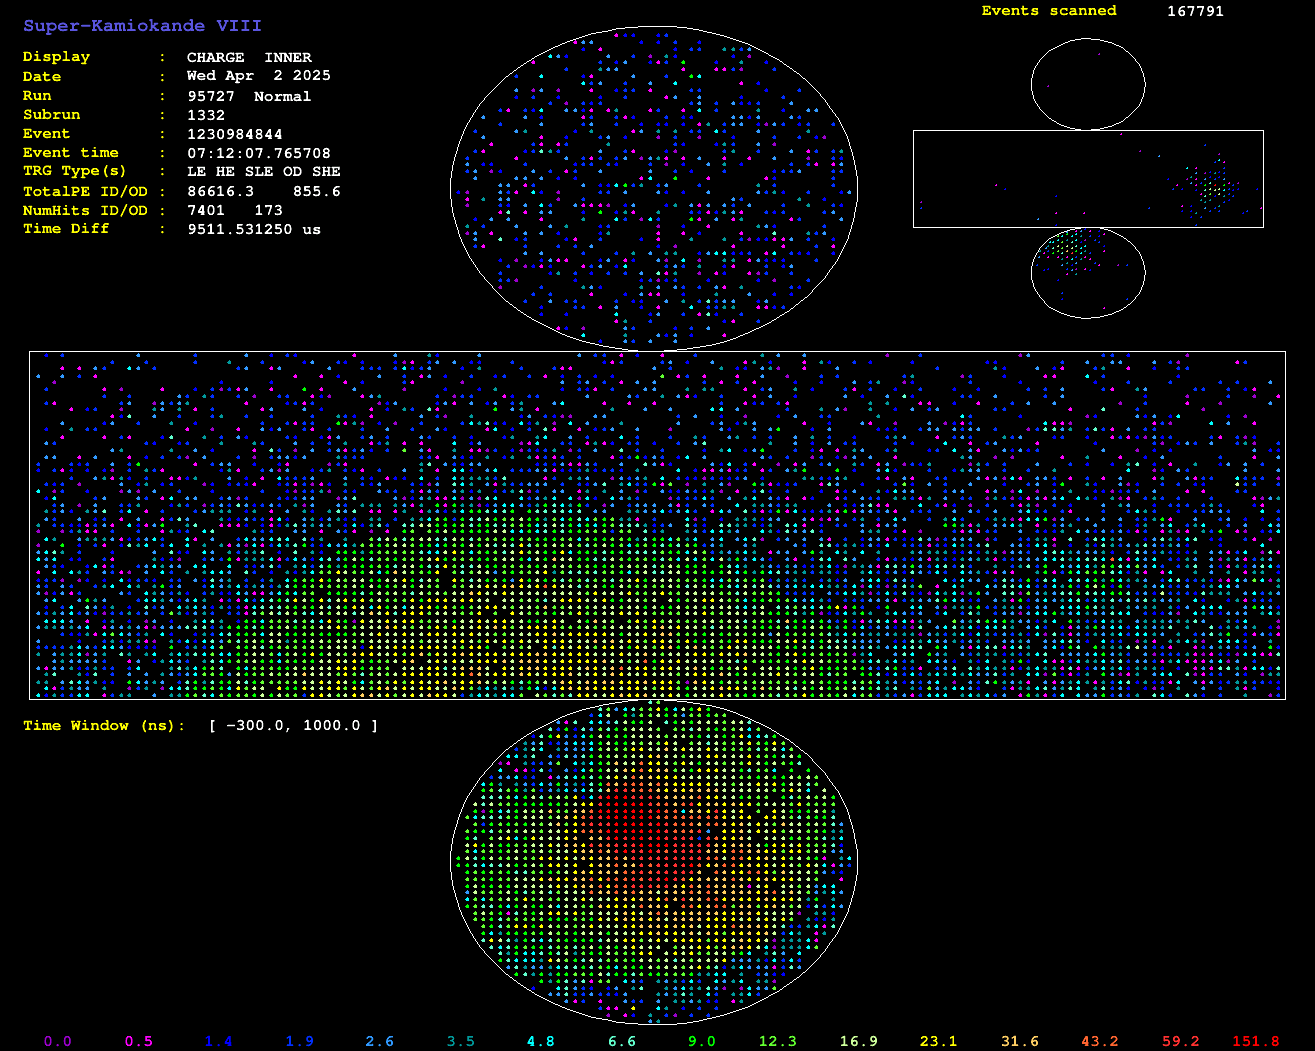 Super-Kamiokande VIII
Events scanned 167791
Display : CHARGE INNER
Date : Wed Apr 2 2025
Run : 95727 Normal
Subrun : 1332
Event : 1230984844
Event time : 07:12:07.765708
TRG Type(s) : LE HE SLE OD SHE
TotalPE ID/OD : 86616.3 855.6
NumHits ID/OD : 7401 173
Time Diff : 9511.531250 us
Time Window (ns): [ -300.0, 1000.0 ]
0.0 0.5 1.4 1.9 2.6 3.5 4.8 6.6 9.0 12.3 16.9 23.1 31.6 43.2 59.2 151.8